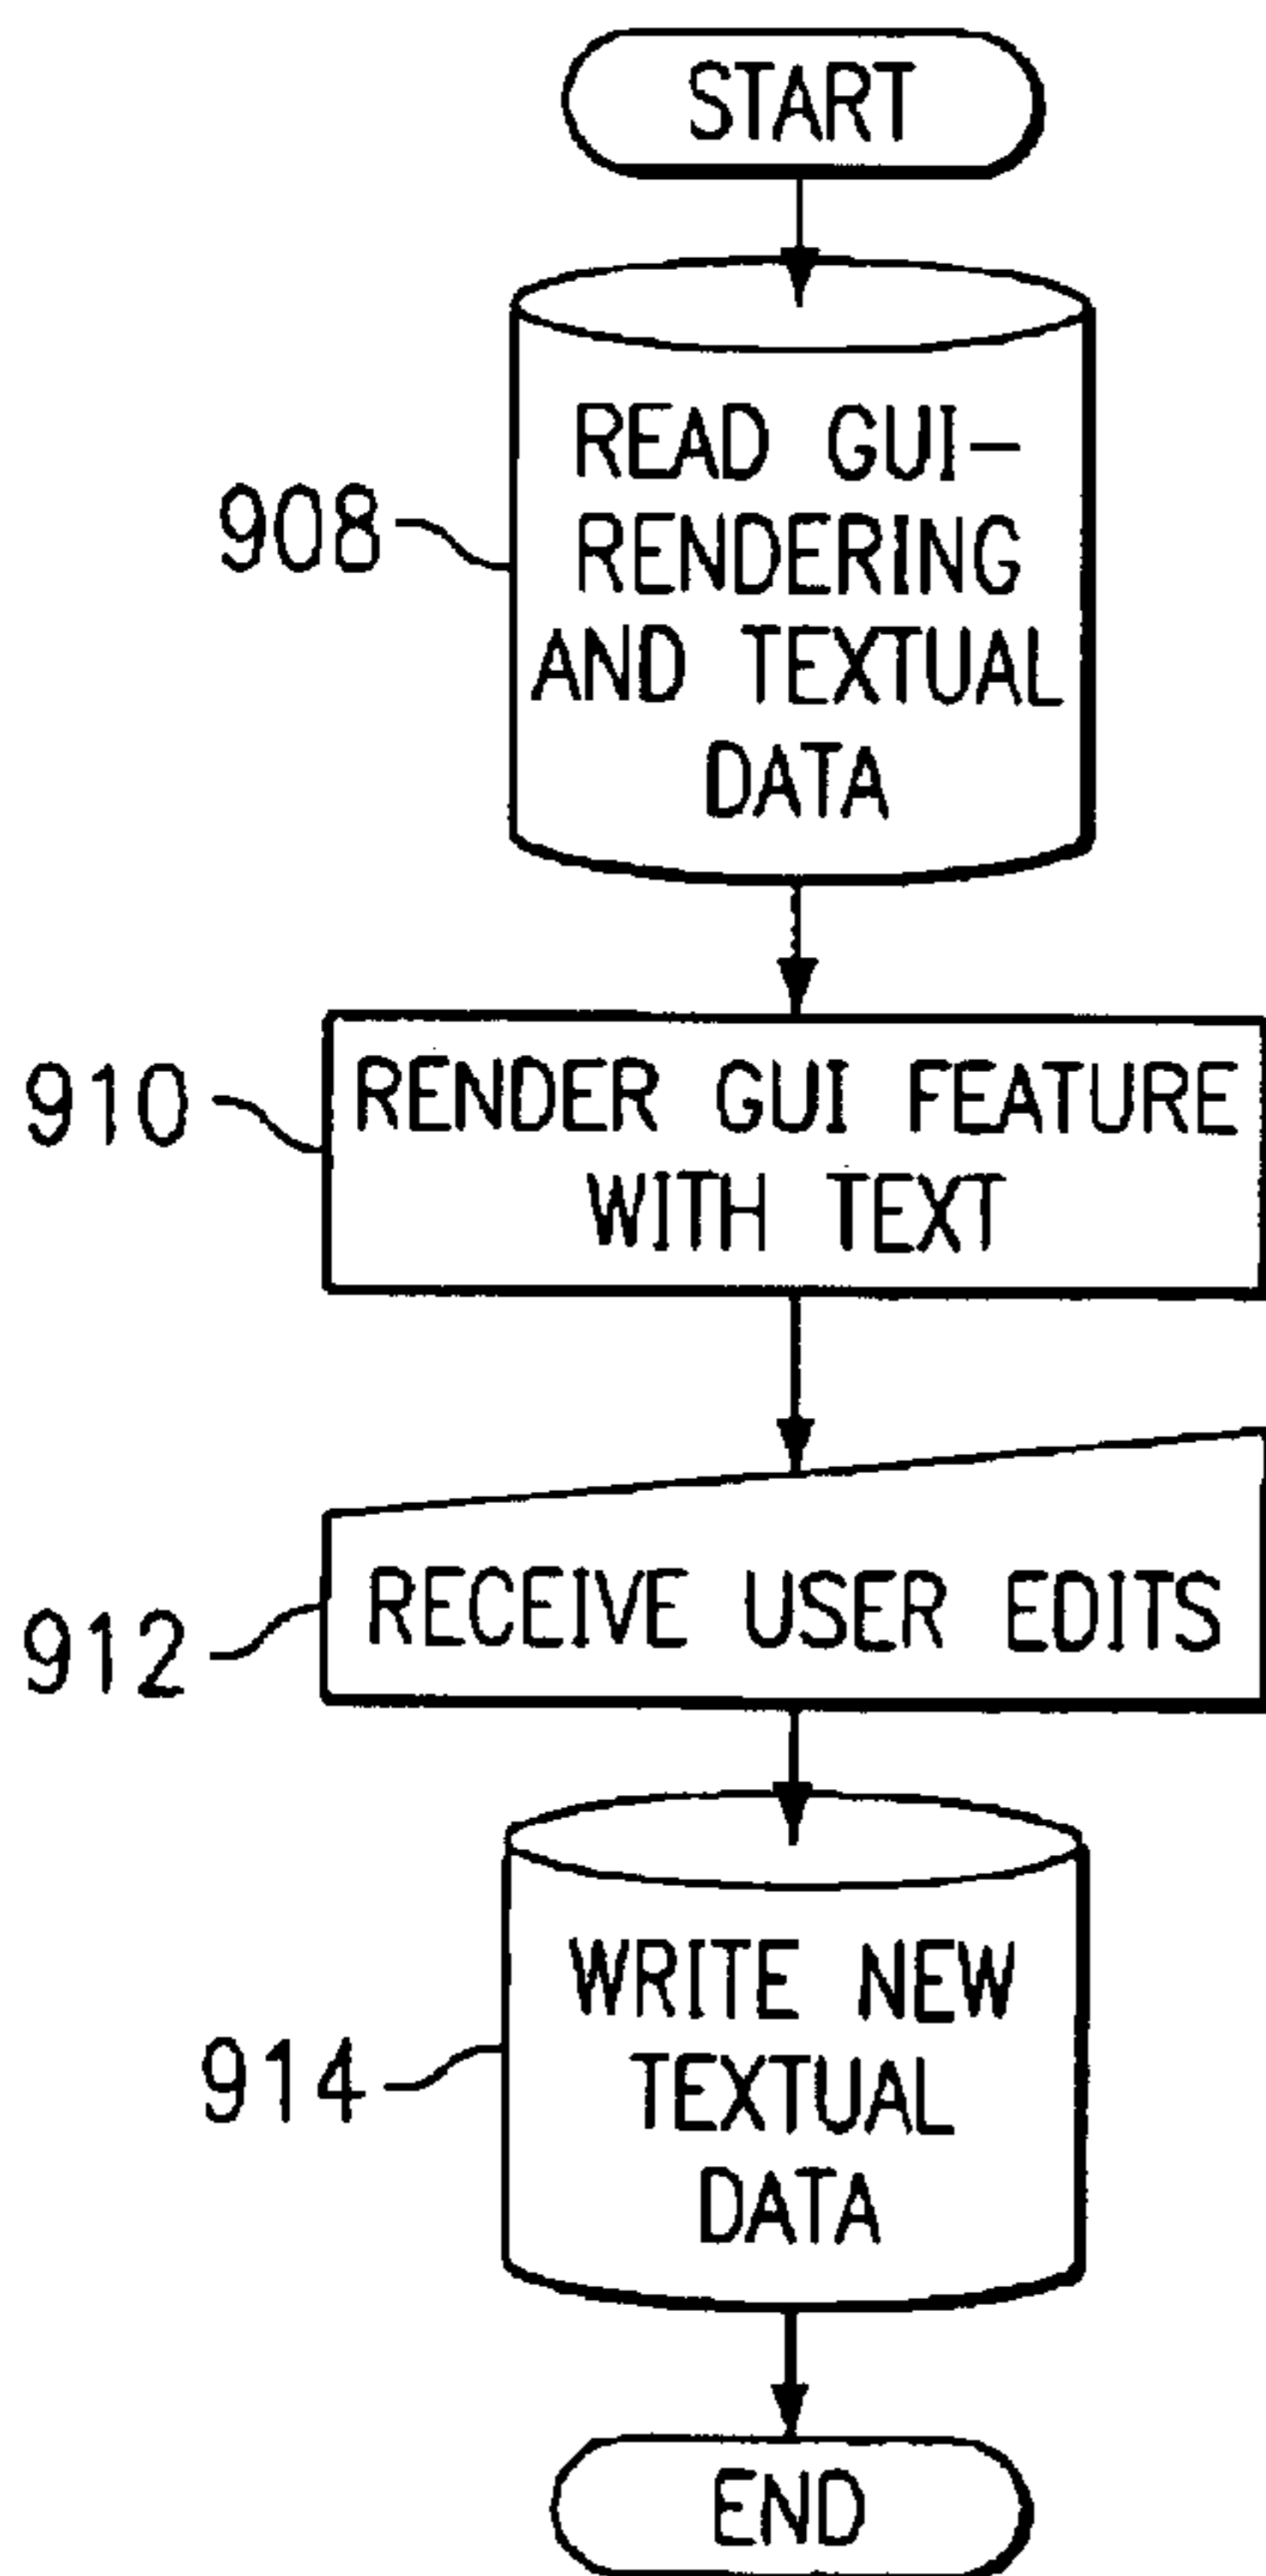 START
READ GUI-
908
RENDERING
AND TEXTUAL
DATA
910
RENDER GUI FEATURE
WITH TEXT
912
RECEIVE USER EDITS
WRITE NEW
914
TEXTUAL
DATA
END